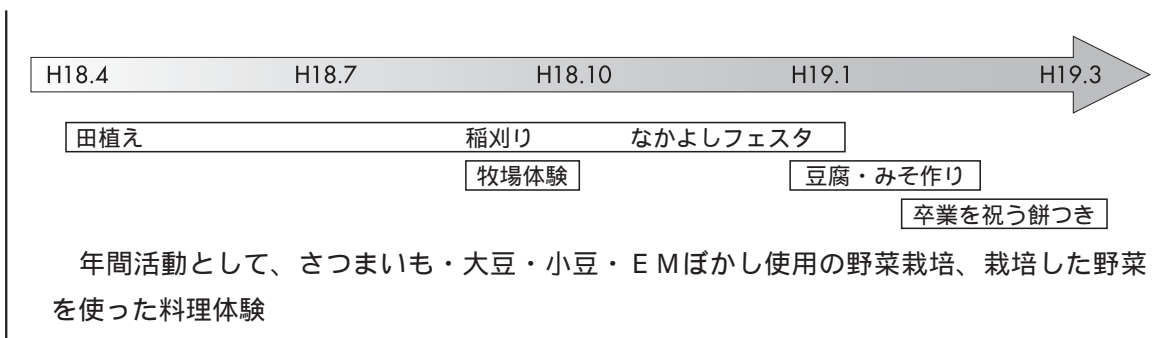 H18.4 H18.7 H18.10 H19.1 H19.3
田植え 稲刈り なかよしフェスタ
牧場体験 豆腐・みそ作り
卒業を祝う餅つき
年間活動として、さつまいも・大豆・小豆・ＥＭぼかし使用の野菜栽培、栽培した野菜
を使った料理体験